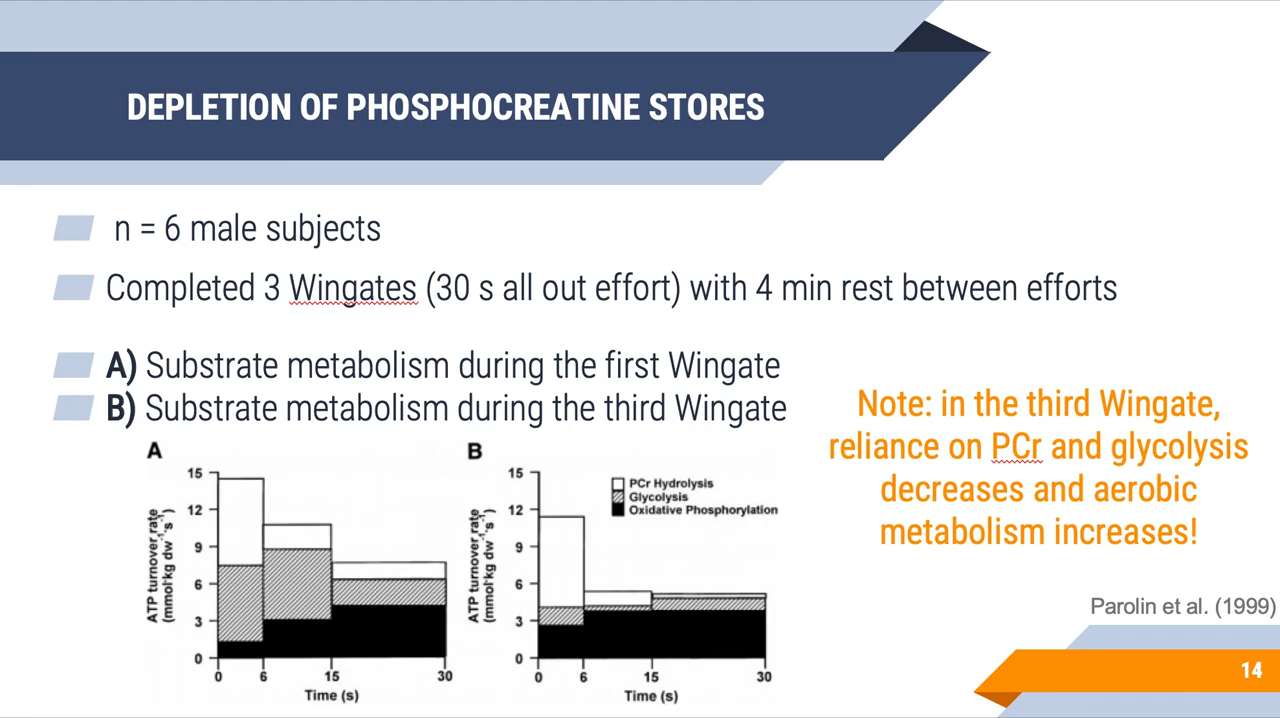 DEPLETION OF PHOSPHOCREATINE STORES
n = 6 male subjects
Completed 3 Wingates (30 s all out effort) with 4 min rest between efforts
A) Substrate metabolism during the first Wingate
B) Substrate metabolism during the third Wingate
Note: in the third Wingate,
reliance on PCr and glycolysis
decreases and aerobic
metabolism increases!
A
ATP turnover rate
(mmol·kg dw⁻¹·s⁻¹)
15
12
9
6
3
0
0 6 15 30
Time (s)
B
ATP turnover rate
(mmol·kg dw⁻¹·s⁻¹)
15
12
9
6
3
0
PCr Hydrolysis
Glycolysis
Oxidative Phosphorylation
0 6 15 30
Time (s)
Parolin et al. (1999)
14